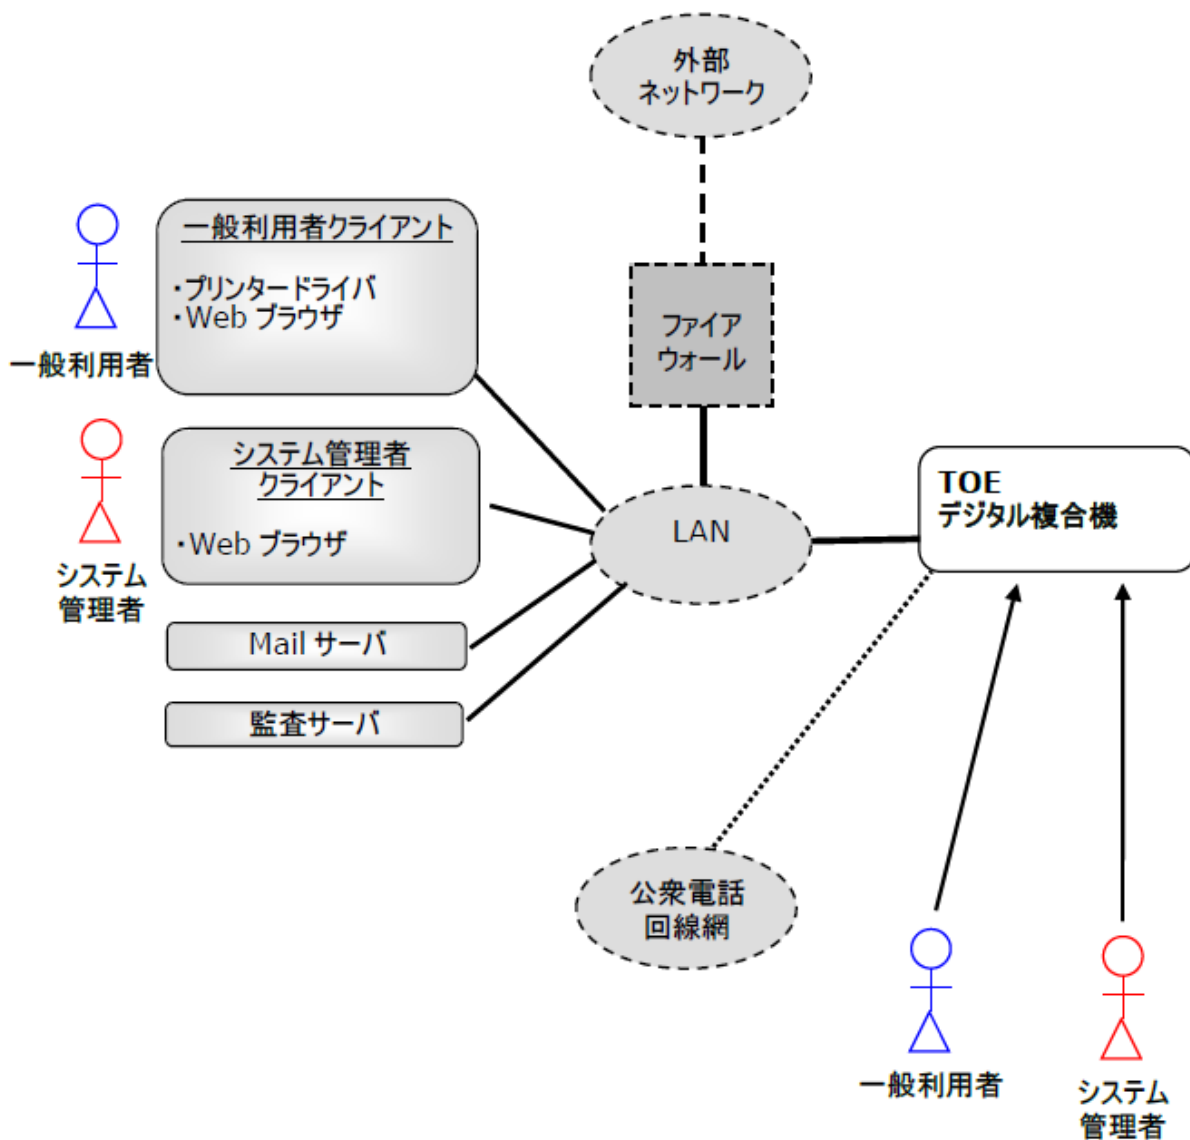 外部
ネットワーク
一般利用者クライアント
・プリンタードライバ
・Web ブラウザ
一般利用者
ファイア
ウォール
システム管理者
クライアント
・Web ブラウザ
システム
管理者
LAN
TOE
デジタル複合機
Mail サーバ
監査サーバ
公衆電話
回線網
一般利用者
システム
管理者